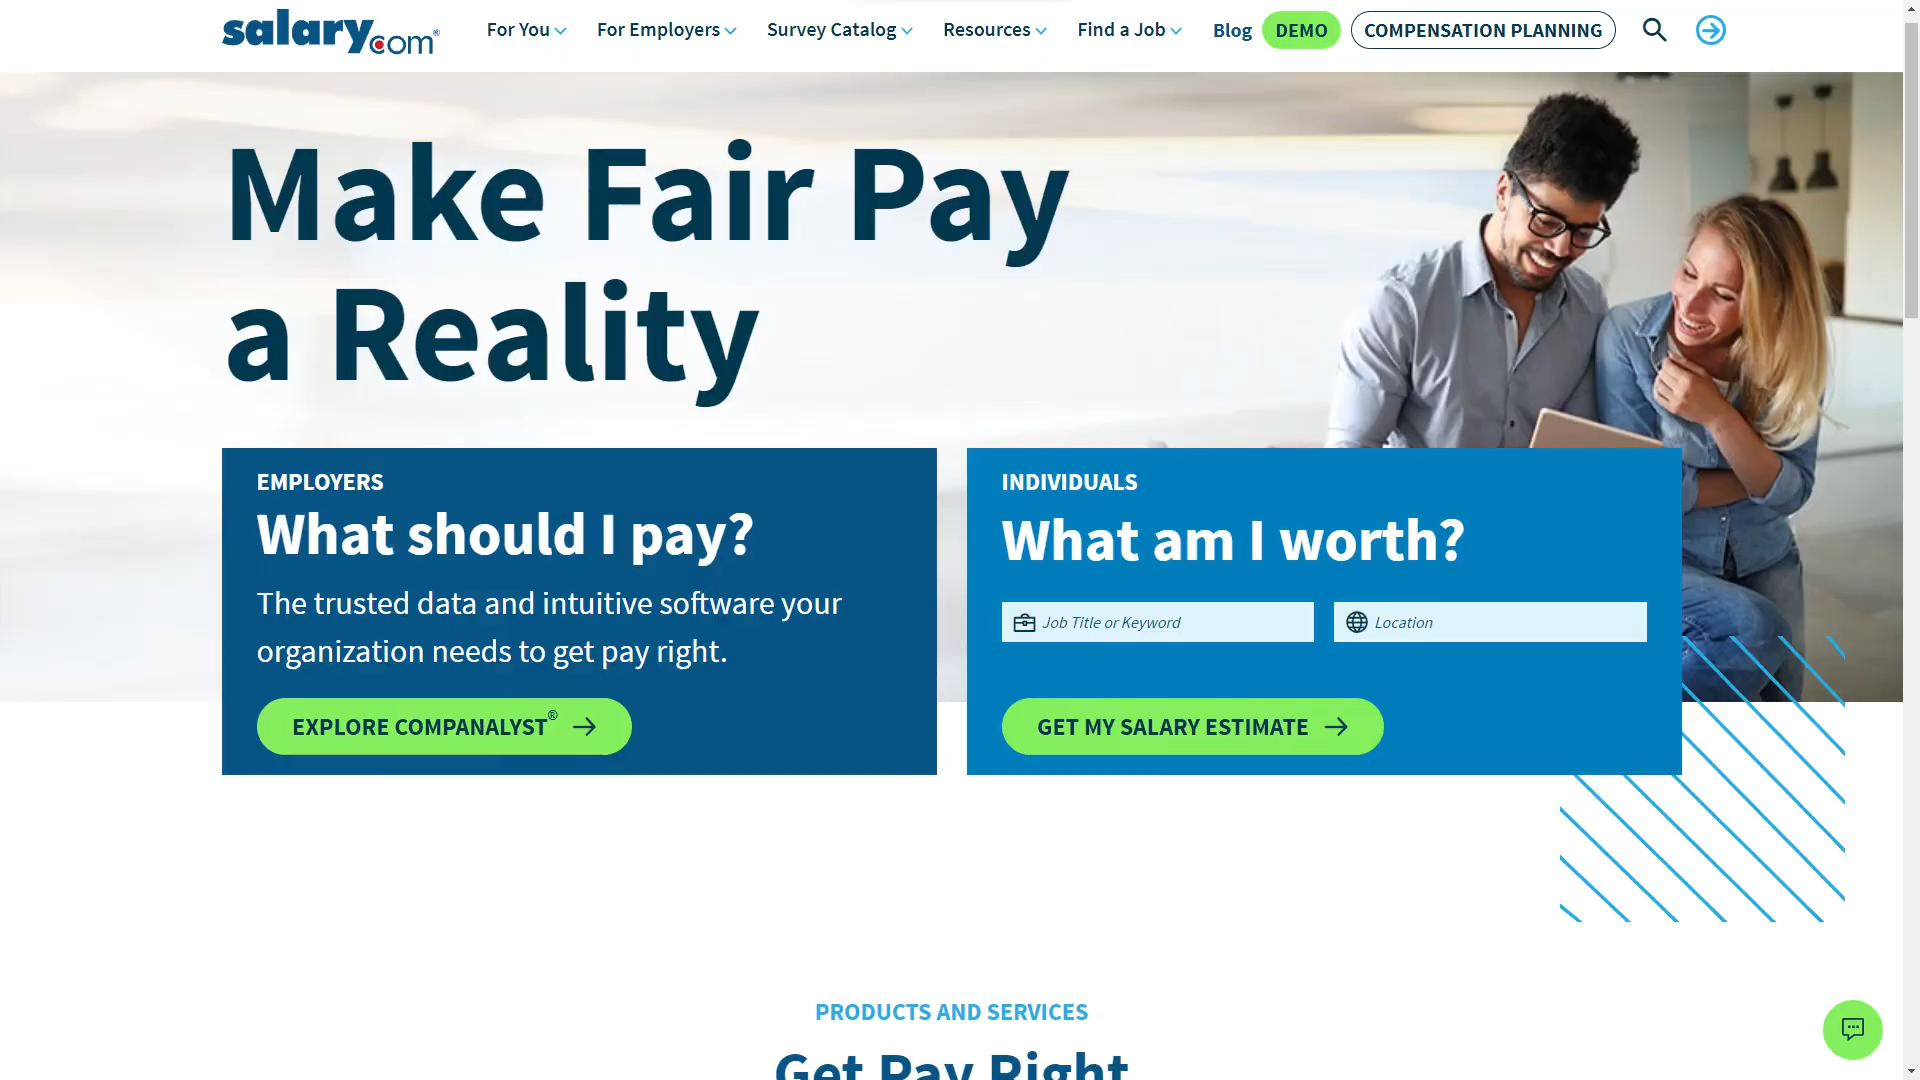 salary.com®
For You
For Employers
Survey Catalog
Resources
Find a Job
Blog
DEMO
COMPENSATION PLANNING
Make Fair Pay
a Reality
EMPLOYERS
What should I pay?
The trusted data and intuitive software your
organization needs to get pay right.
EXPLORE COMPANALYST®
INDIVIDUALS
What am I worth?
Job Title or Keyword
Location
GET MY SALARY ESTIMATE
PRODUCTS AND SERVICES
Get Pay Right